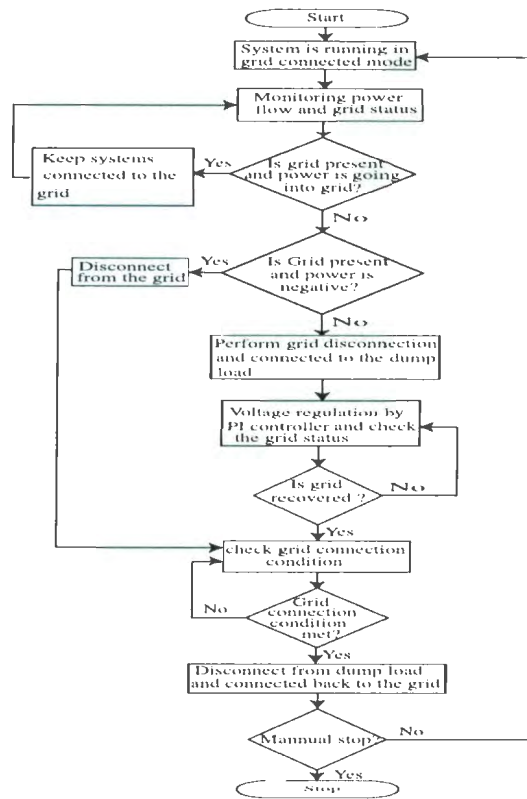 Start
System is running in
grid connected mode
Monitoring power
flow and grid status
Keep systems
connected to the
grid
Yes
Is grid present
and power is going
into grid?
No
Disconnect
from the grid
Yes
Is Grid present
and power is
negative?
No
Perform grid disconnection
and connected to the dump
load
Voltage regulation by
PI controller and check
the grid status
Is grid
recovered ?
No
Yes
check grid connection
condition
No
Grid
connection
condition
met?
Yes
Disconnect from dump load
and connected back to the grid
Mannual stop?
No
Yes
Stop